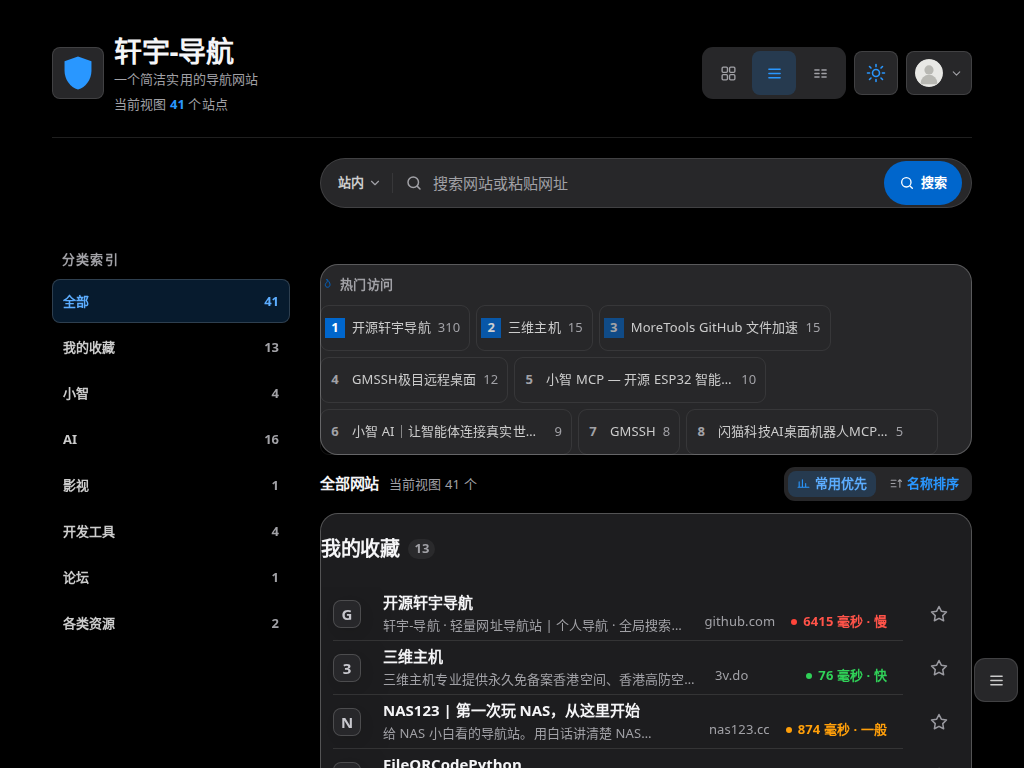 轩宇-导航
一个简洁实用的导航网站
当前视图 41 个站点
站内 搜索网站或粘贴网址 搜索
分类索引
全部 41
我的收藏 13
小智 4
AI 16
影视 1
开发工具 4
论坛 1
各类资源 2
热门访问
1 开源轩宇导航 310 2 三维主机 15 3 MoreTools GitHub 文件加速 15
4 GMSSH极目远程桌面 12 5 小智 MCP — 开源 ESP32 智能... 10
6 小智 AI｜让智能体连接真实世... 9 7 GMSSH 8 8 闪猫科技AI桌面机器人MCP... 5
全部网站 当前视图 41 个 常用优先 名称排序
我的收藏 13
G 开源轩宇导航
轩宇-导航 · 轻量网址导航站 | 个人导航 · 全局搜索... github.com 6415 毫秒 · 慢
3 三维主机
三维主机专业提供永久免备案香港空间、香港高防空... 3v.do 76 毫秒 · 快
N NAS123 | 第一次玩 NAS，从这里开始
给 NAS 小白看的导航站。用白话讲清楚 NAS... nas123.cc 874 毫秒 · 一般
FileQRCodePython